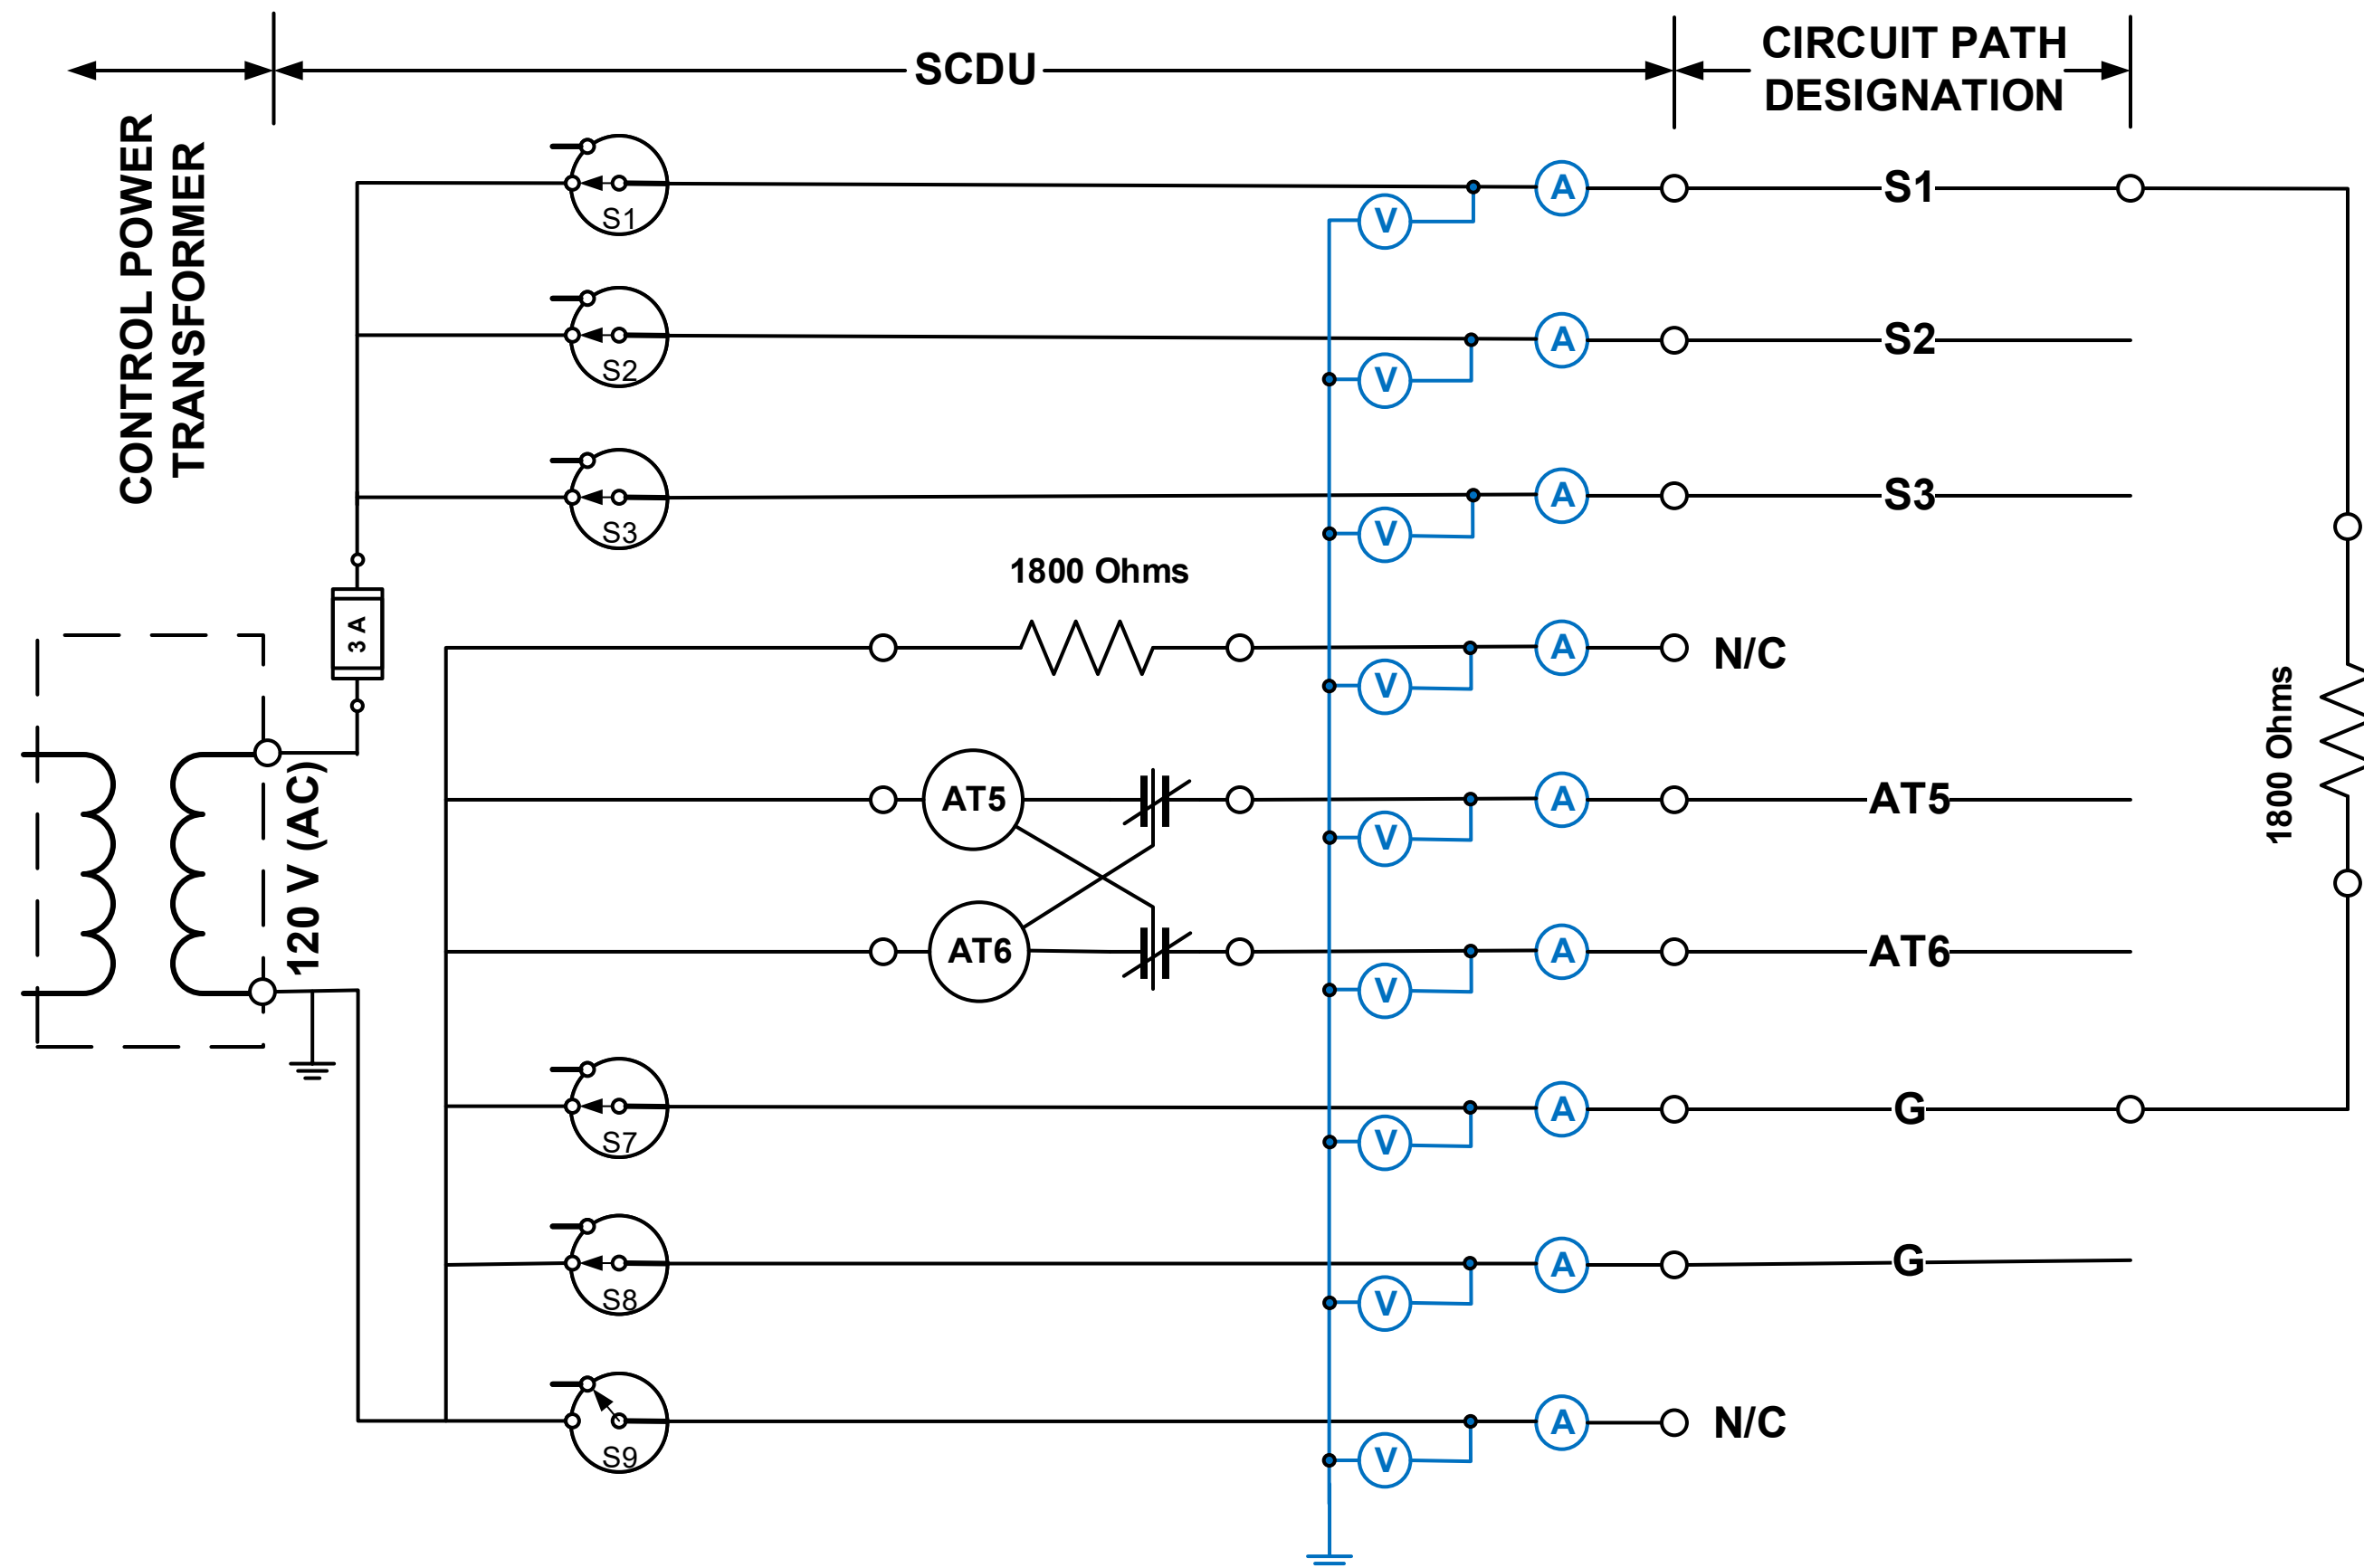 SCDU
CIRCUIT PATH
DESIGNATION
CONTROL POWER
TRANSFORMER
S1
V
A
S1
S2
V
A
S2
S3
V
A
S3
1800 Ohms
3 A
V
A
N/C
120 V (AC)
AT5
V
A
AT5
1800 Ohms
AT6
V
A
AT6
S7
V
A
G
S8
V
A
G
S9
V
A
N/C